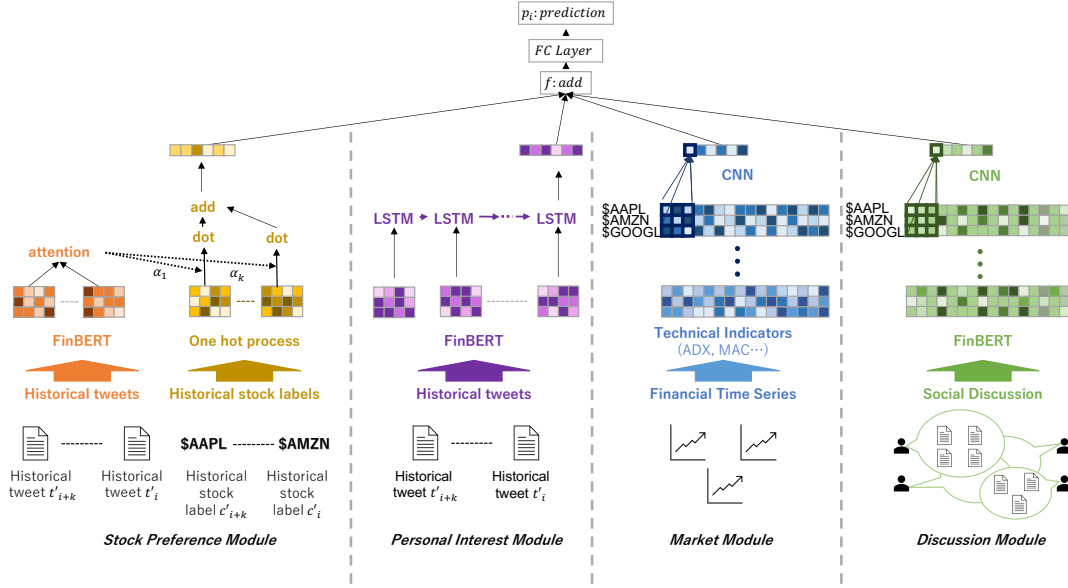 p_i: prediction
FC Layer
f: add
CNN
CNN
add
LSTM
LSTM
LSTM
$AAPL
$AMZN
$GOOGL
$AAPL
$AMZN
$GOOGL
dot
dot
attention
α_1
α_k
FinBERT
One hot process
FinBERT
Technical Indicators
(ADX, MAC⋯)
FinBERT
Historical tweets
Historical stock labels
Historical tweets
Financial Time Series
Social Discussion
$AAPL
$AMZN
Historical
tweet t′_{i+k}
Historical
tweet t′_i
Historical
stock
label c′_{i+k}
Historical
stock
label c′_i
Historical
tweet t′_{i+k}
Historical
tweet t′_i
Stock Preference Module
Personal Interest Module
Market Module
Discussion Module